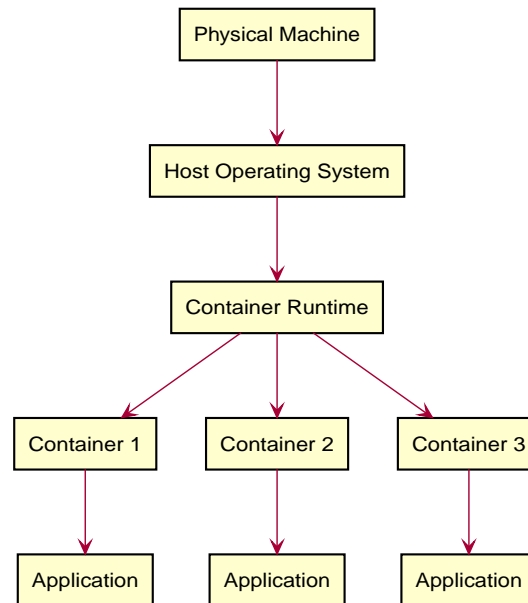 Physical Machine
Host Operating System
Container Runtime
Container 1
Container 2
Container 3
Application
Application
Application